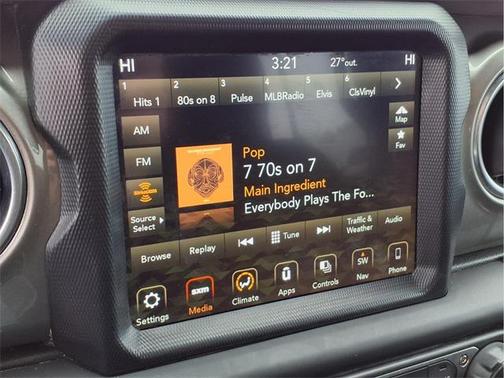 HI 3:21 27°out. HI
1 2 3 4 5 6
Hits 1 80s on 8 Pulse MLBRadio Elvis ClsVinyl
AM
Map
FM
Fav
Pop
7 70s on 7
Main Ingredient
Everybody Plays The Fo...
Source
Select
Browse Replay Tune Traffic & Weather Audio
sxm
SW
Settings Media Climate Apps Controls Nav Phone